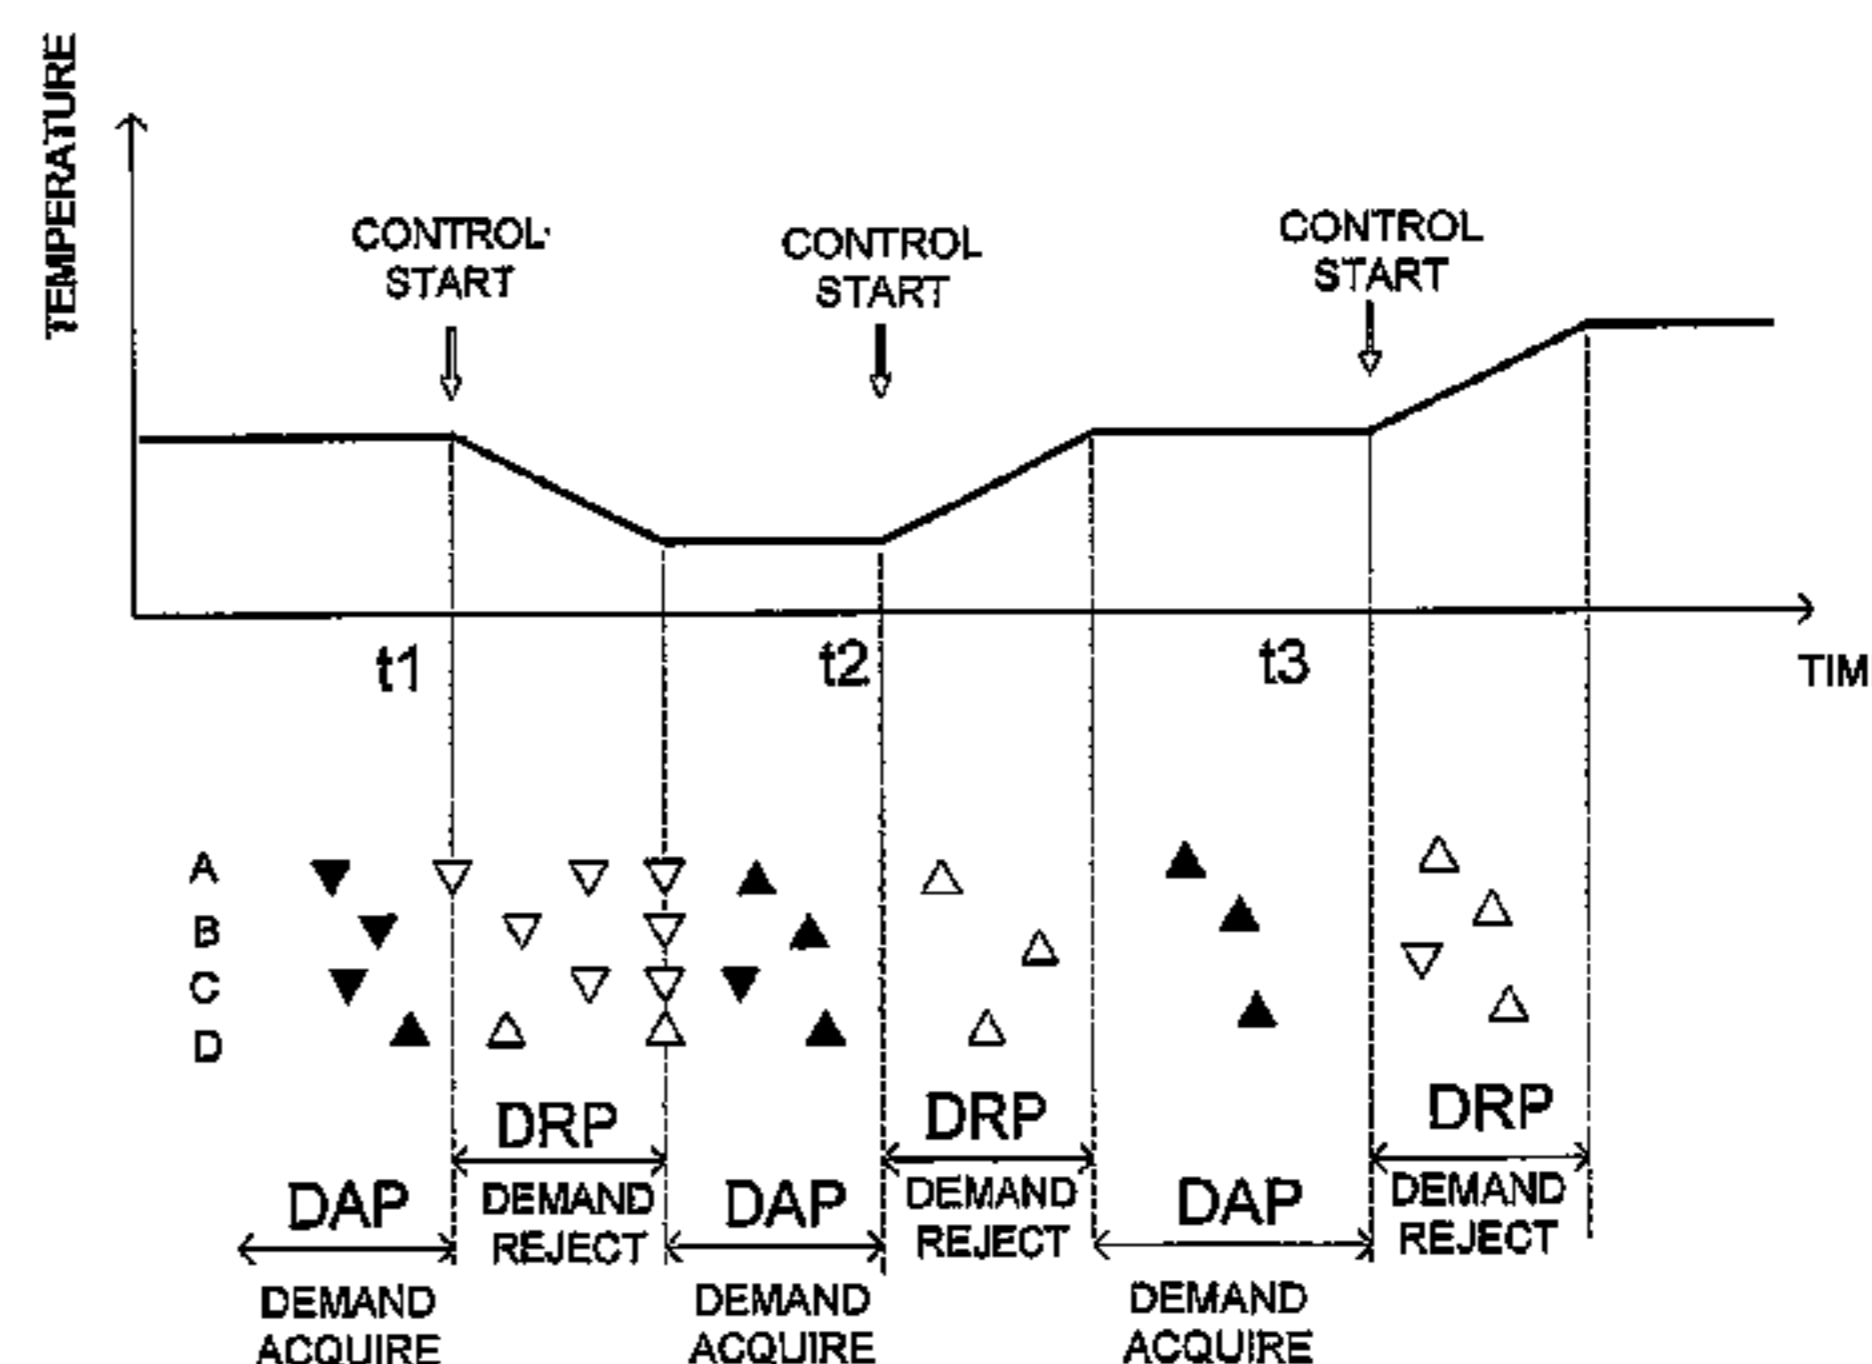 TEMPERATURE
CONTROL
START
CONTROL
START
CONTROL
START
t1
t2
t3
TIM
A
B
C
D
DRP
DRP
DRP
DAP
DEMAND
REJECT
DAP
DEMAND
REJECT
DAP
DEMAND
REJECT
DEMAND
ACQUIRE
DEMAND
ACQUIRE
DEMAND
ACQUIRE